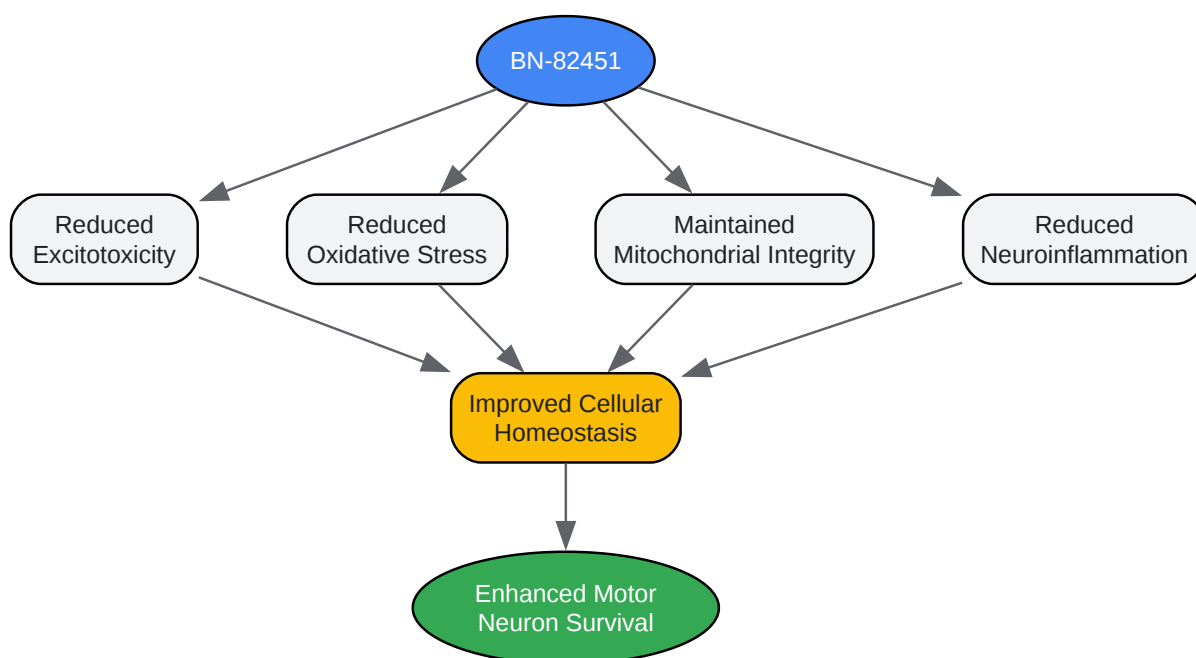 BN-82451
Reduced
Excitotoxicity
Reduced
Oxidative Stress
Maintained
Mitochondrial Integrity
Reduced
Neuroinflammation
Improved Cellular
Homeostasis
Enhanced Motor
Neuron Survival